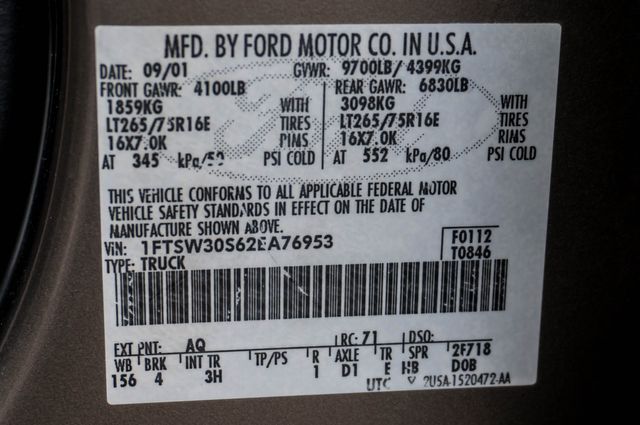 MFD. BY FORD MOTOR CO. IN U.S.A.
DATE: 09/01 GVWR: 9700LB/ 4399KG
FRONT GAWR: 4100LB REAR GAWR: 6830LB
1859KG WITH 3098KG WITH
LT265/75R16E TIRES LT265/75R16E TIRES
16X7.0K RIMS 16X7.0K RIMS
AT 345 kPa/50 PSI COLD AT 552 kPa/80 PSI COLD
THIS VEHICLE CONFORMS TO ALL APPLICABLE FEDERAL MOTOR
VEHICLE SAFETY STANDARDS IN EFFECT ON THE DATE OF
MANUFACTURE SHOWN ABOVE.
VIN: 1FTSW30S62EA76953 F0112
TYPE: TRUCK T0846
EXT PNT: AQ RC: 71 DSO:
WB BRK INT TR TP/PS R AXLE TR SPR 2F718
156 4 3H 1 D1 E HB DOB
UTC V 2USA-1520472-AA